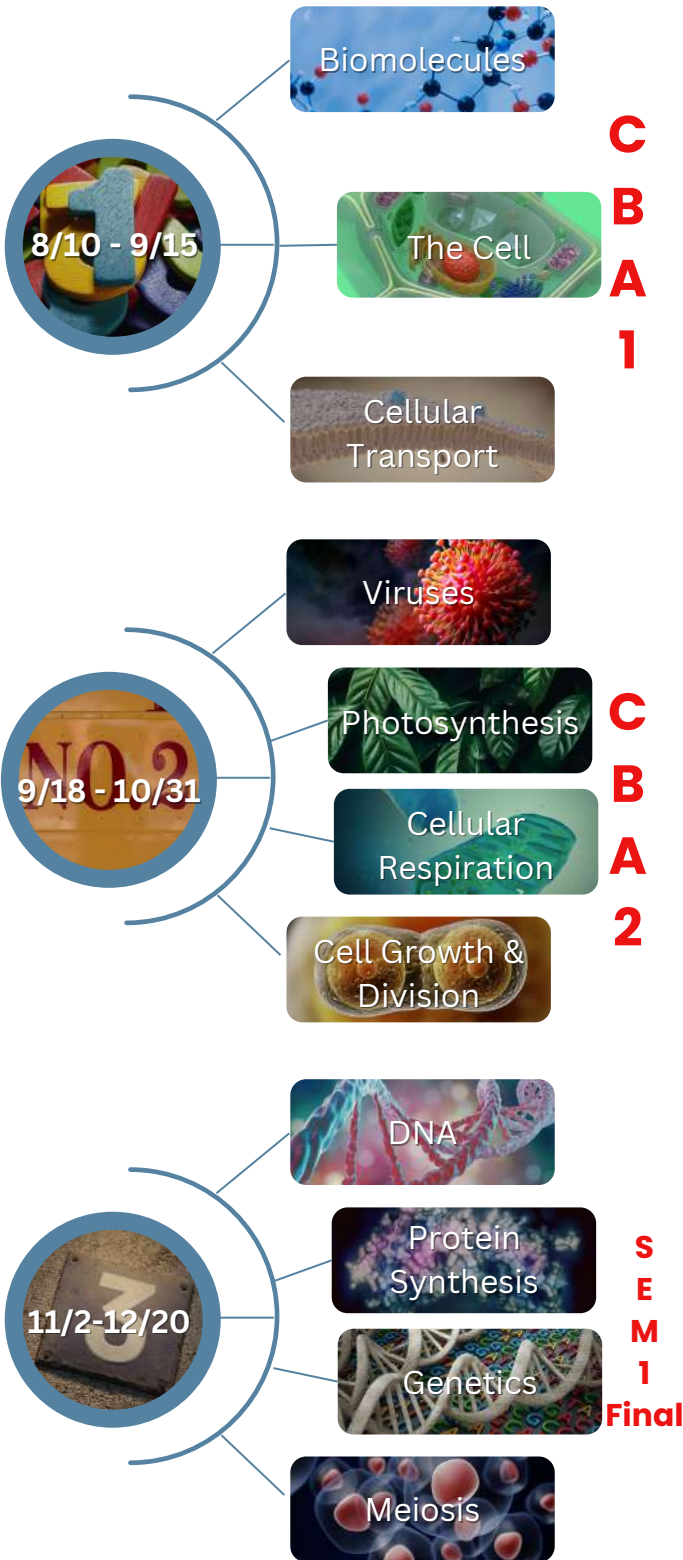 Biomolecules
8/10 - 9/15
The Cell
Cellular
Transport
C
B
A
1
Viruses
Photosynthesis
NO.2
9/18 - 10/31
Cellular
Respiration
Cell Growth &
Division
C
B
A
2
DNA
Protein
Synthesis
3
11/2-12/20
Genetics
Meiosis
S
E
M
1
Final